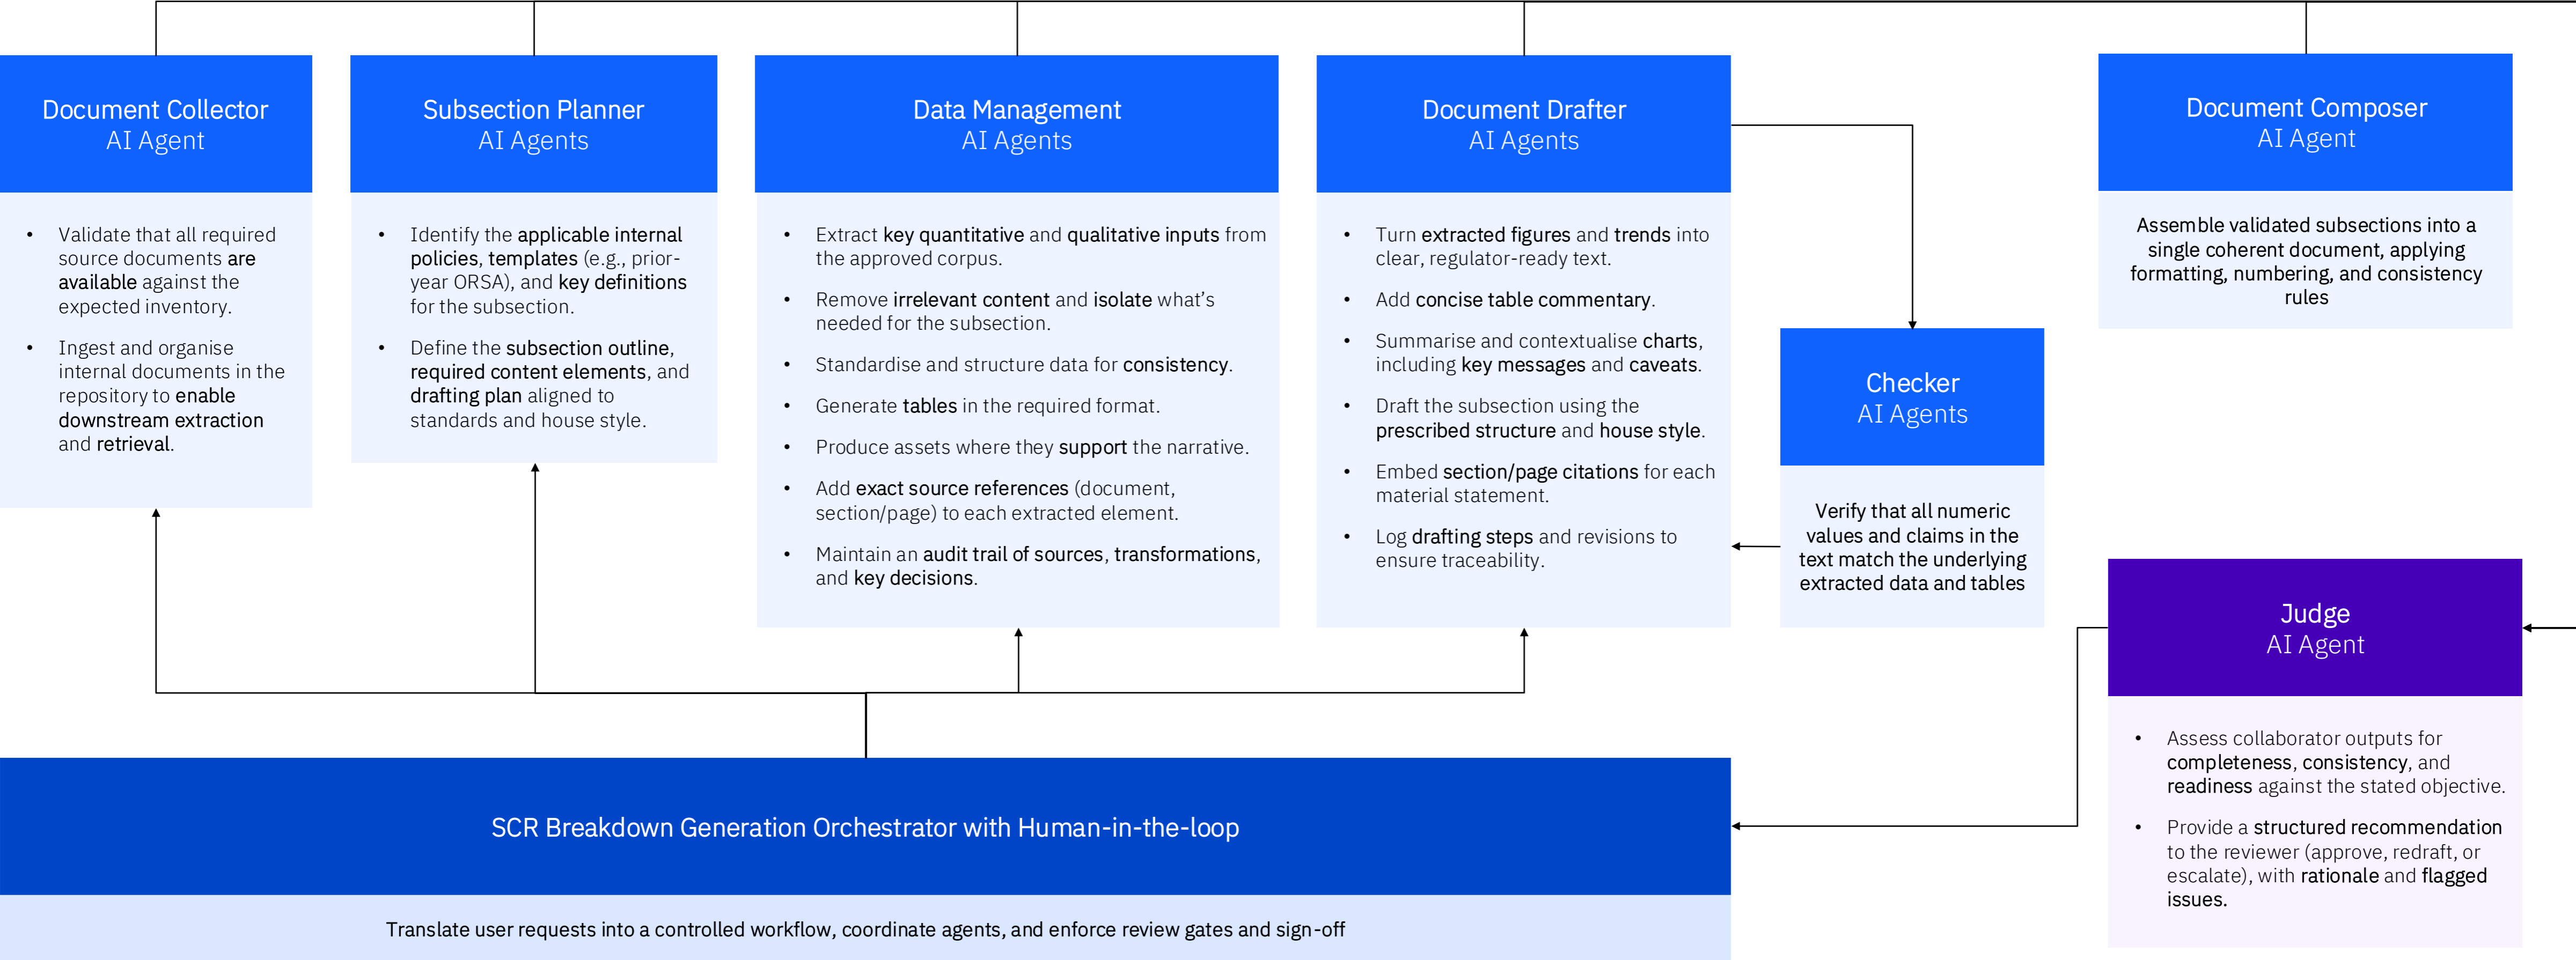 Document Collector
AI Agent
• Validate that all required
source documents are
available against the
expected inventory.
• Ingest and organise
internal documents in the
repository to enable
downstream extraction
and retrieval.
Subsection Planner
AI Agents
• Identify the applicable internal
policies, templates (e.g., prior-
year ORSA), and key definitions
for the subsection.
• Define the subsection outline,
required content elements, and
drafting plan aligned to
standards and house style.
Data Management
AI Agents
• Extract key quantitative and qualitative inputs from
the approved corpus.
• Remove irrelevant content and isolate what’s
needed for the subsection.
• Standardise and structure data for consistency.
• Generate tables in the required format.
• Produce assets where they support the narrative.
• Add exact source references (document,
section/page) to each extracted element.
• Maintain an audit trail of sources, transformations,
and key decisions.
Document Drafter
AI Agents
• Turn extracted figures and trends into
clear, regulator-ready text.
• Add concise table commentary.
• Summarise and contextualise charts,
including key messages and caveats.
• Draft the subsection using the
prescribed structure and house style.
• Embed section/page citations for each
material statement.
• Log drafting steps and revisions to
ensure traceability.
Checker
AI Agents
Verify that all numeric
values and claims in the
text match the underlying
extracted data and tables
Document Composer
AI Agent
Assemble validated subsections into a
single coherent document, applying
formatting, numbering, and consistency
rules
Judge
AI Agent
• Assess collaborator outputs for
completeness, consistency, and
readiness against the stated objective.
• Provide a structured recommendation
to the reviewer (approve, redraft, or
escalate), with rationale and flagged
issues.
SCR Breakdown Generation Orchestrator with Human-in-the-loop
Translate user requests into a controlled workflow, coordinate agents, and enforce review gates and sign-off